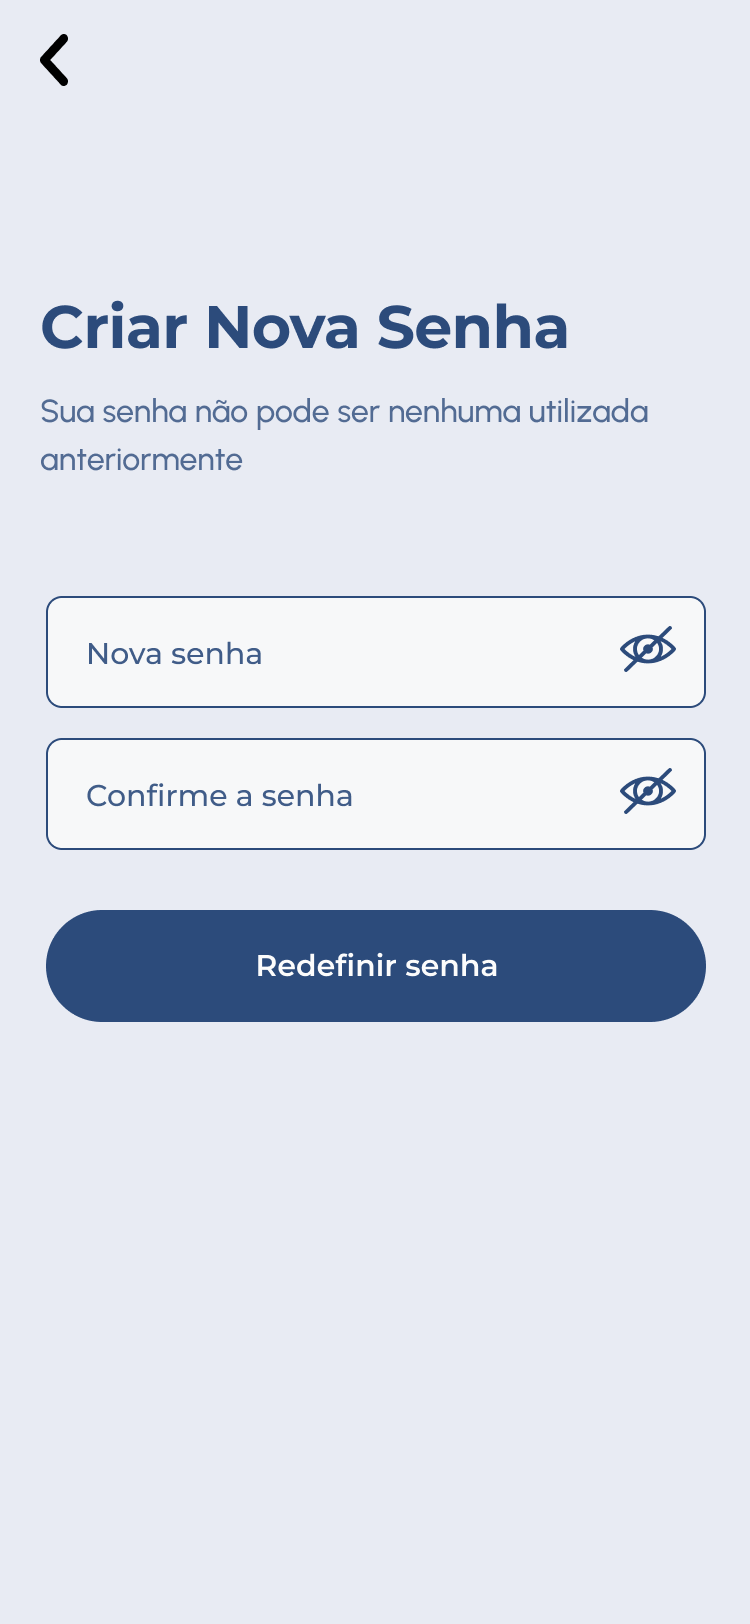 Criar Nova Senha
Sua senha não pode ser nenhuma utilizada
anteriormente
Nova senha
Confirme a senha
Redefinir senha